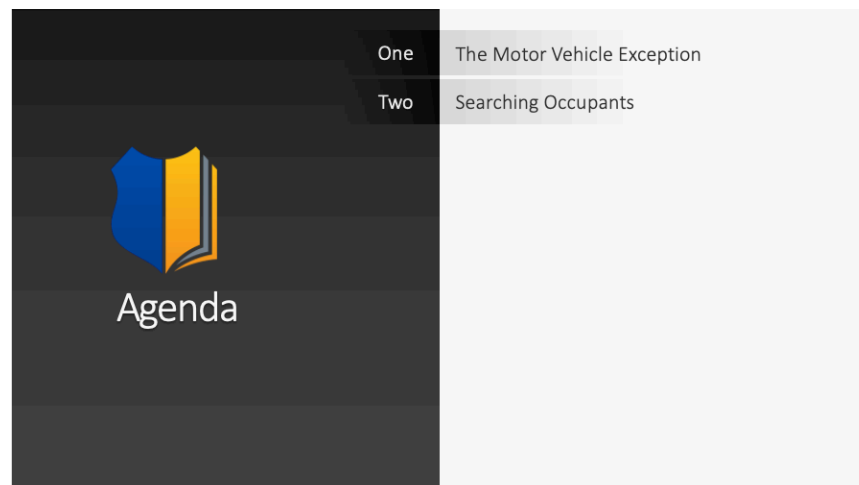 One The Motor Vehicle Exception
Two Searching Occupants
Agenda